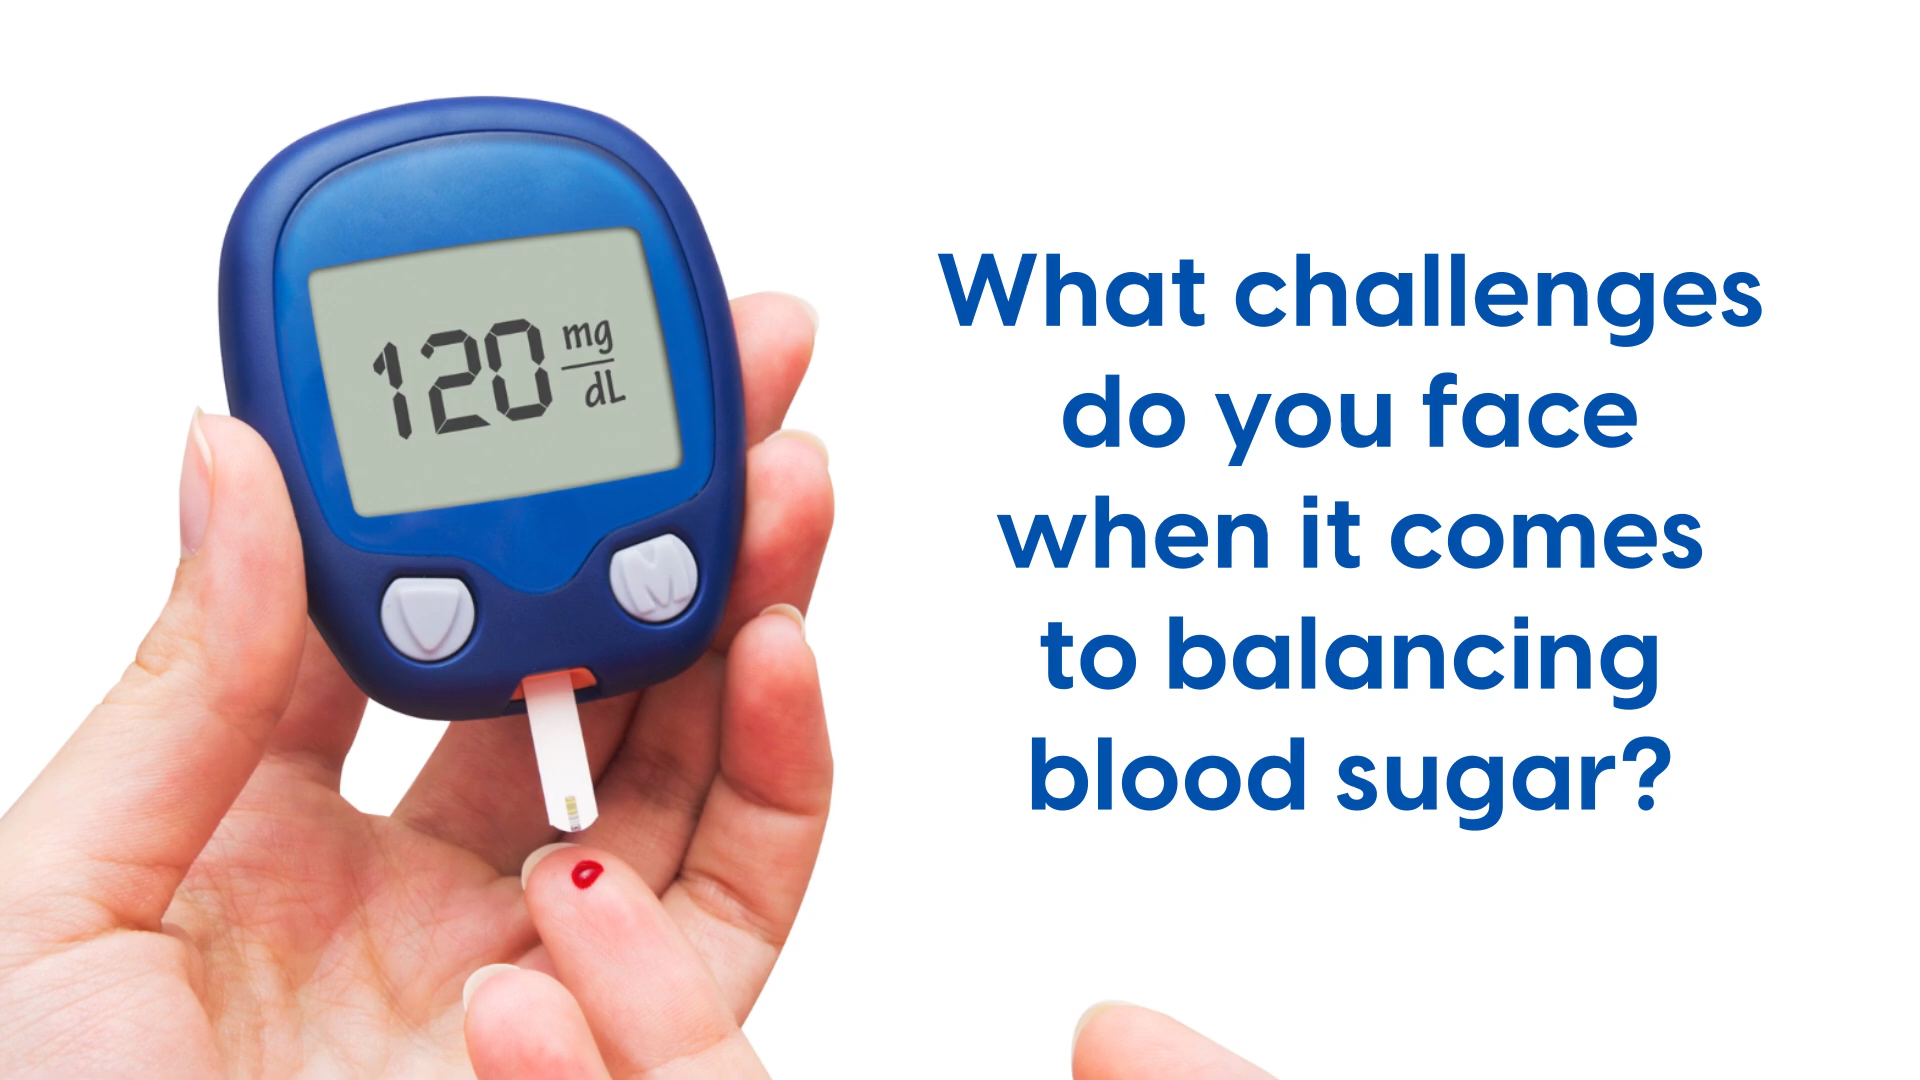 120 mg/dL
M
What challenges
do you face
when it comes
to balancing
blood sugar?